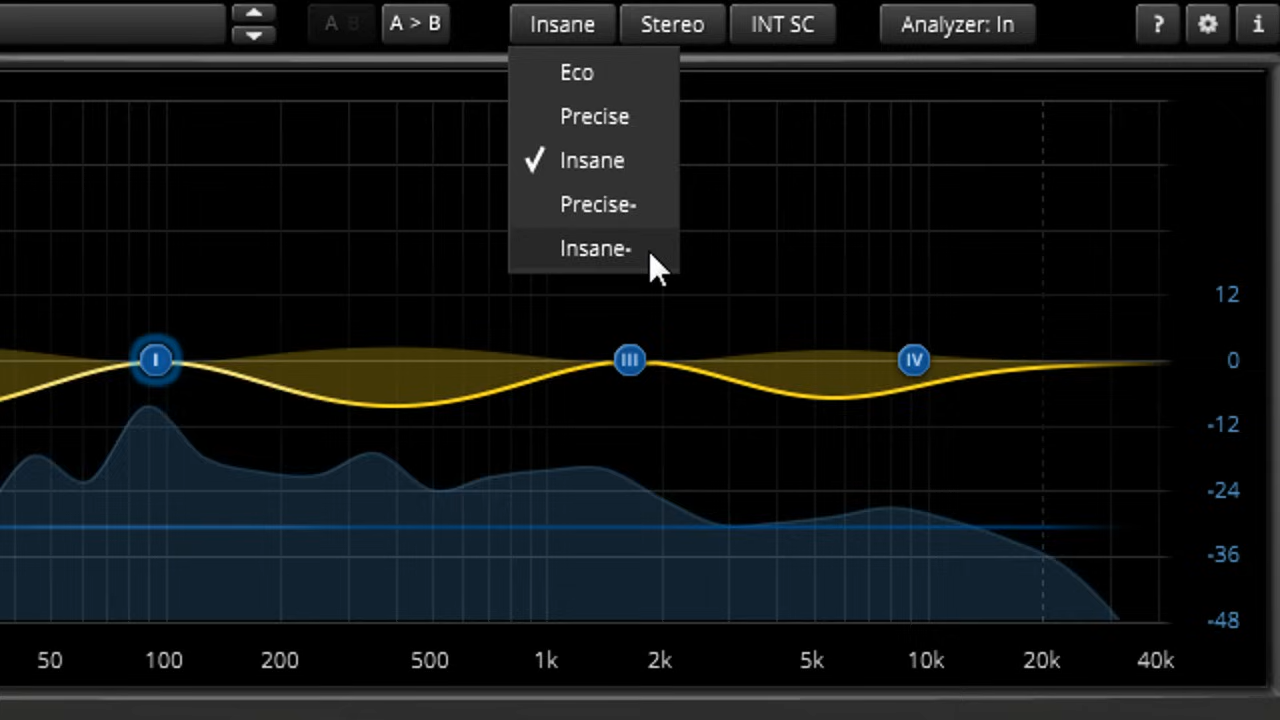 A B
A > B
Insane
Stereo
INT SC
Analyzer: In
?
i
Eco
Precise
✓ Insane
Precise-
Insane-
12
I
III
IV
0
-12
-24
-36
-48
50 100 200 500 1k 2k 5k 10k 20k 40k